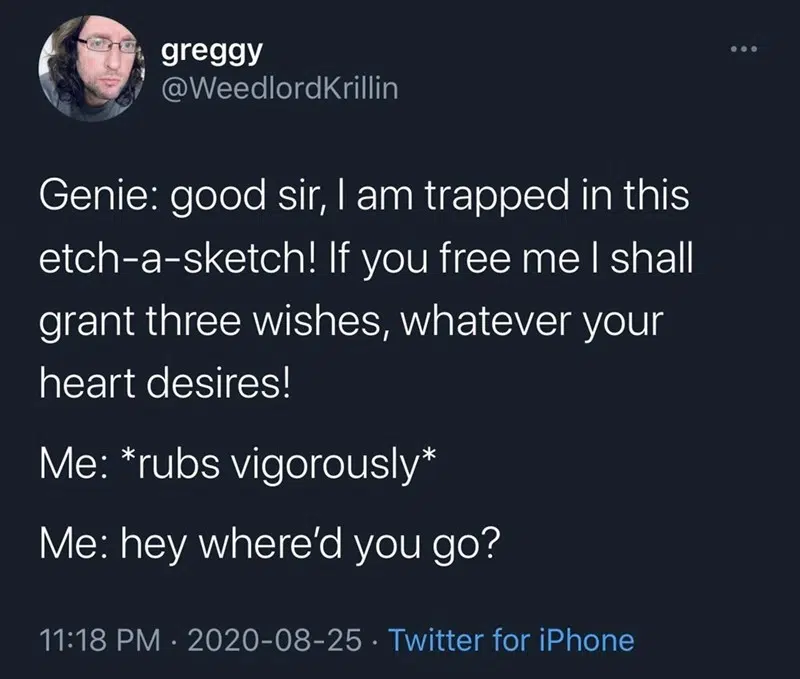 greggy
@WeedlordKrillin
Genie: good sir, I am trapped in this
etch-a-sketch! If you free me I shall
grant three wishes, whatever your
heart desires!
Me: *rubs vigorously*
Me: hey where’d you go?
11:18 PM · 2020-08-25 · Twitter for iPhone